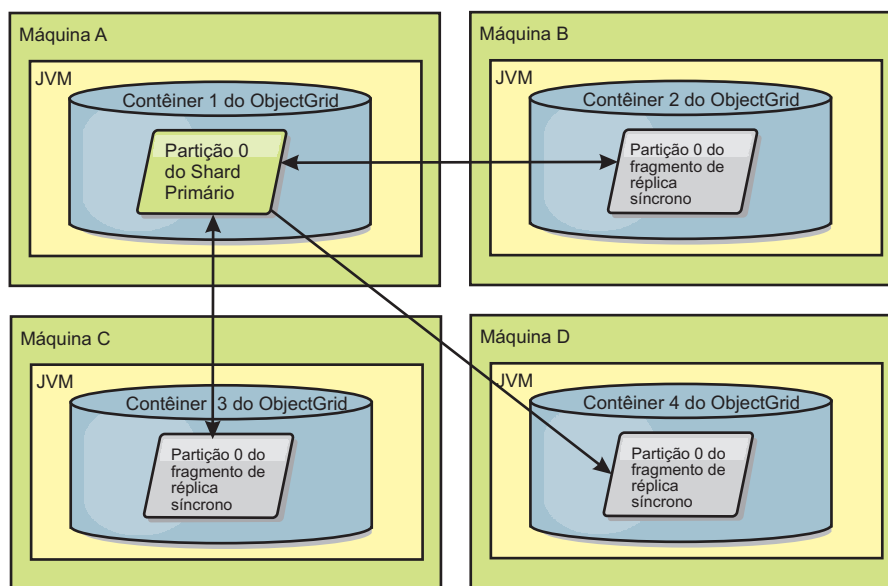 Máquina A
JVM
Contêiner 1 do ObjectGrid
Partição 0
do Shard
Primário
Máquina B
JVM
Contêiner 2 do ObjectGrid
Partição 0 do
fragmento de
réplica
síncrono
Máquina C
JVM
Contêiner 3 do ObjectGrid
Partição 0 do
fragmento de
réplica
síncrono
Máquina D
JVM
Contêiner 4 do ObjectGrid
Partição 0 do
fragmento de
réplica
síncrono